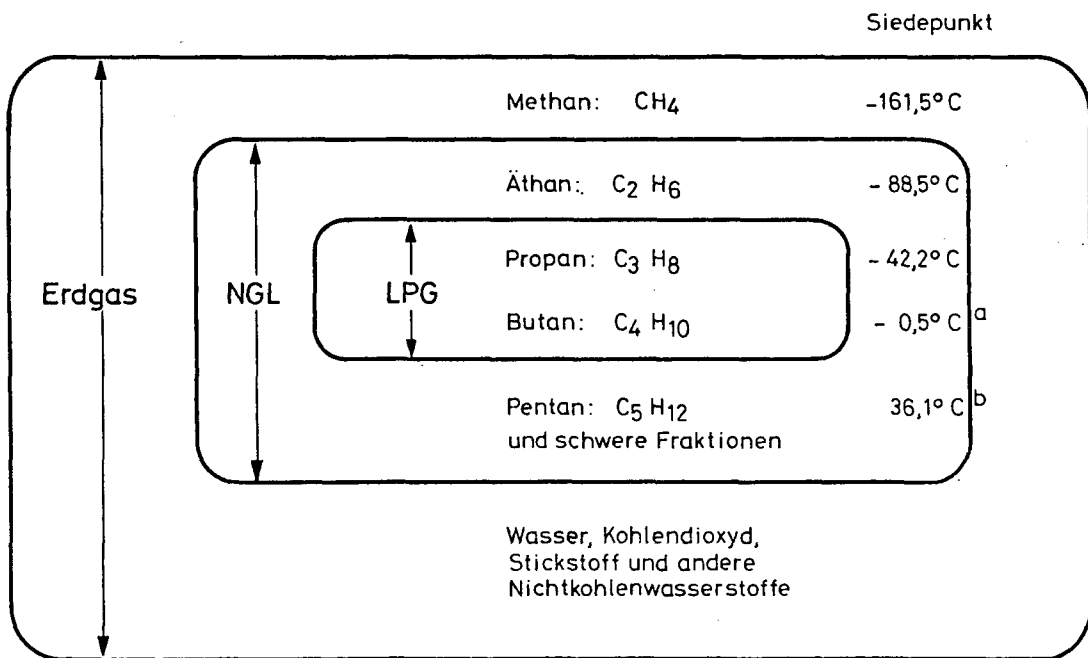 Siedepunkt
Methan: CH4 -161,5° C
Äthan: C2 H6 - 88,5° C
Propan: C3 H8 - 42,2° C
Erdgas NGL LPG
Butan: C4 H10 - 0,5° C a
Pentan: C5 H12 36,1° C b
und schwere Fraktionen
Wasser, Kohlendioxyd,
Stickstoff und andere
Nichtkohlenwasserstoffe